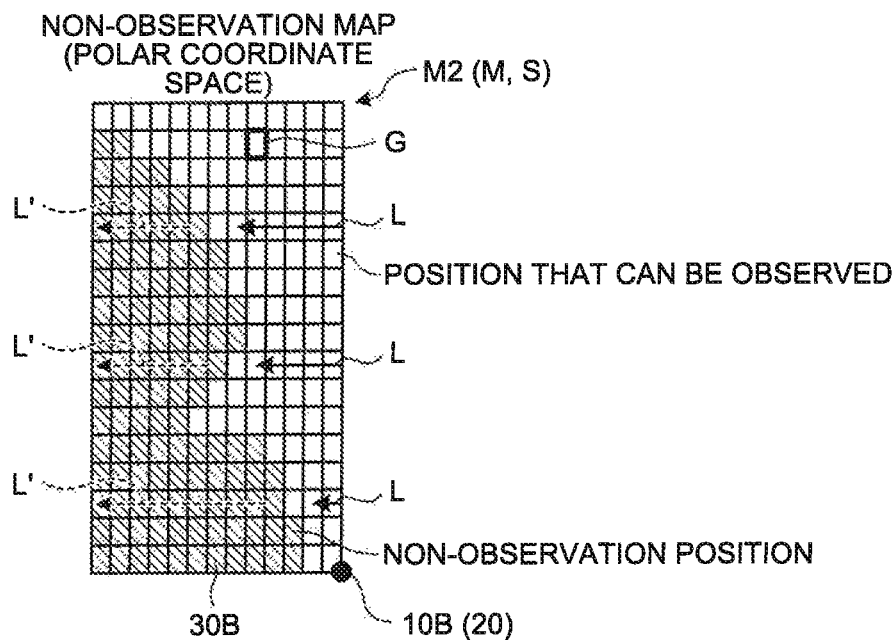 NON-OBSERVATION MAP
(POLAR COORDINATE
SPACE)
M2 (M, S)
G
L'
L
POSITION THAT CAN BE OBSERVED
L'
L
L'
L
NON-OBSERVATION POSITION
30B
10B (20)